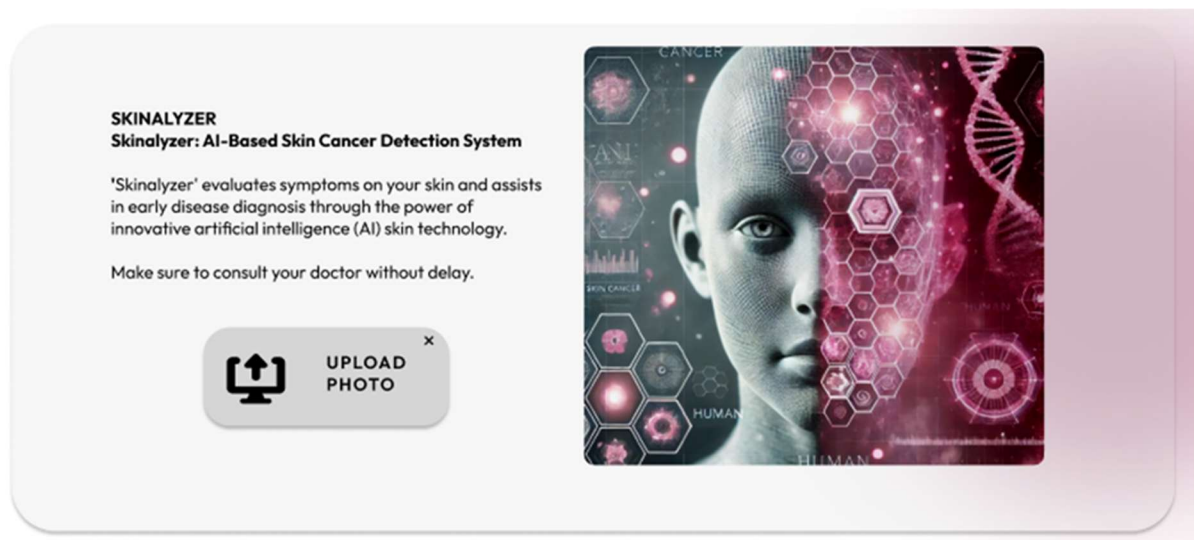 SKINALYZER
Skinalyzer: AI-Based Skin Cancer Detection System
'Skinalyzer' evaluates symptoms on your skin and assists
in early disease diagnosis through the power of
innovative artificial intelligence (AI) skin technology.
Make sure to consult your doctor without delay.
×
UPLOAD
PHOTO
CANCER
SKIN CANCER
HUMAN
HUMAN
HUMAN